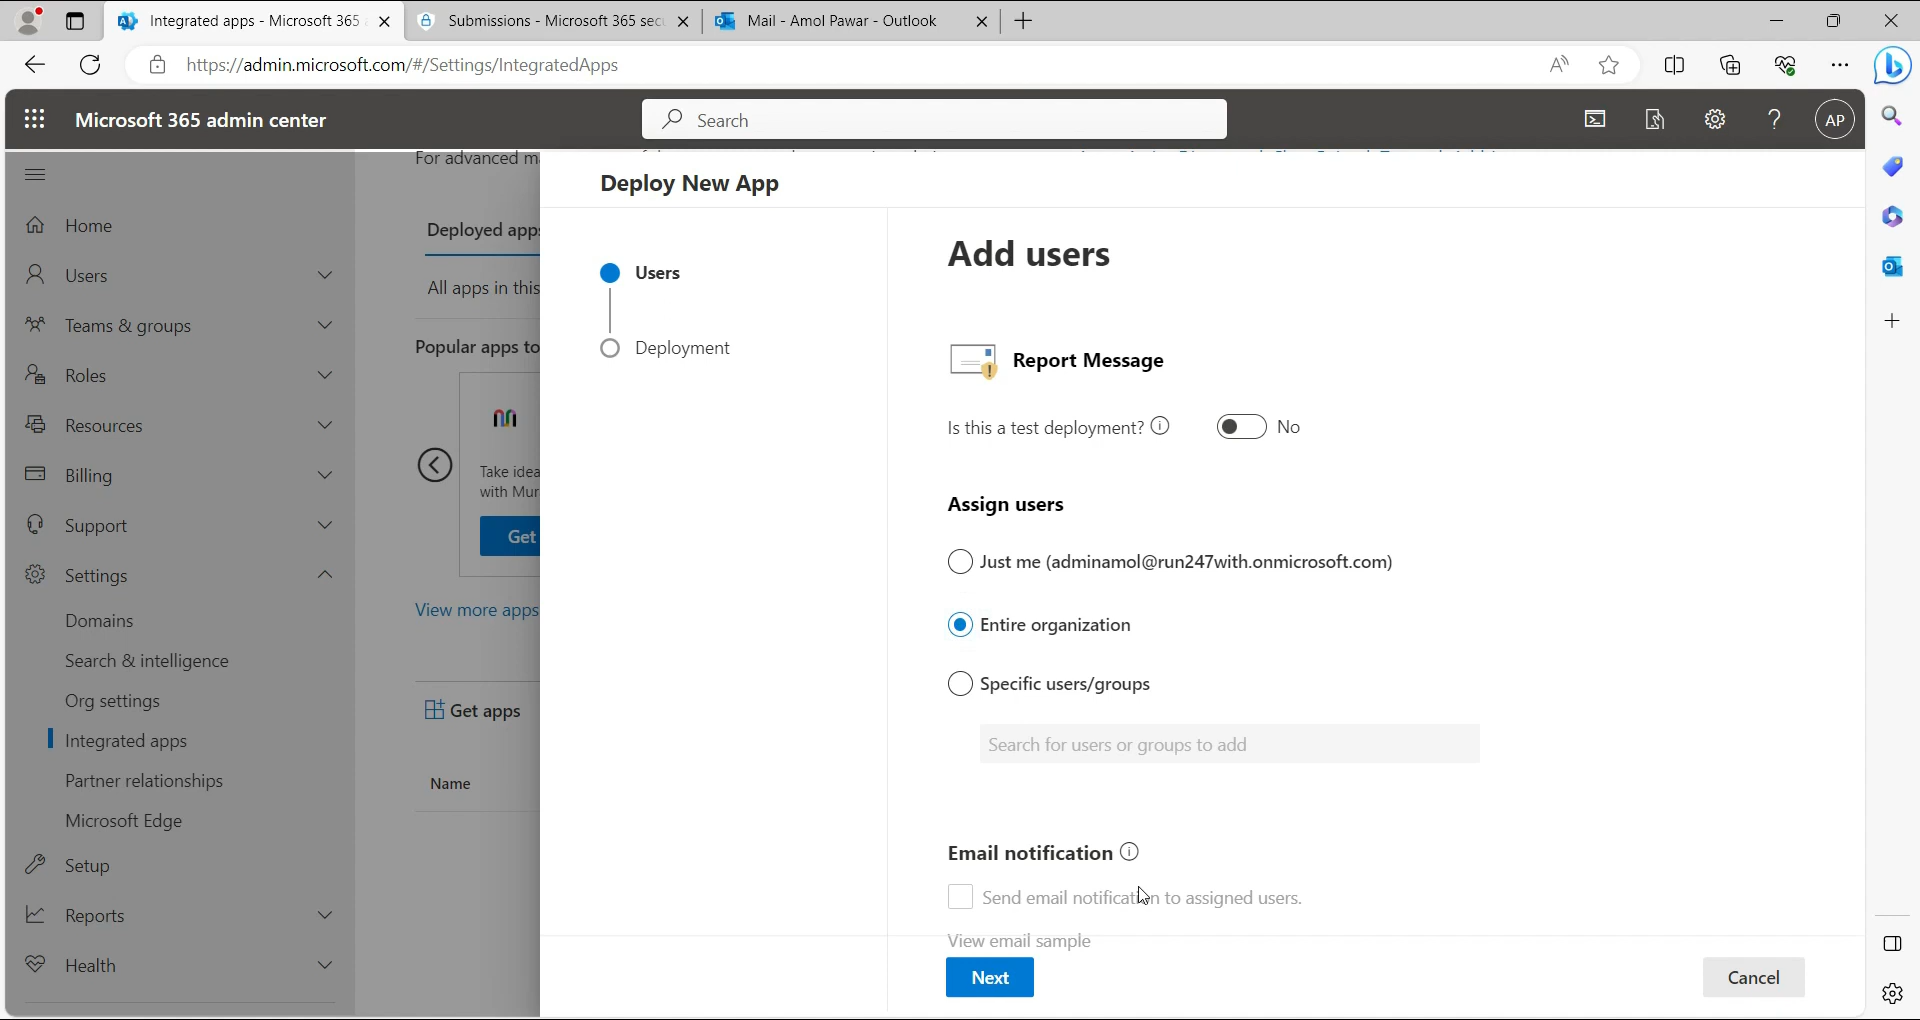 Integrated apps - Microsoft 365
Submissions - Microsoft 365 sec
Mail - Amol Pawar - Outlook
https://admin.microsoft.com/#/Settings/IntegratedApps
Microsoft 365 admin center
Search
AP
For advanced m
Deploy New App
Home
Users
Teams & groups
Roles
Resources
Billing
Support
Settings
Domains
Search & intelligence
Org settings
Integrated apps
Partner relationships
Microsoft Edge
Setup
Reports
Health
Deployed apps
All apps in this
Popular apps to
Take idea
with Mur
Get
View more apps
Get apps
Name
Users
Deployment
Add users
Report Message
Is this a test deployment?
No
Assign users
Just me (adminamol@run247with.onmicrosoft.com)
Entire organization
Specific users/groups
Search for users or groups to add
Email notification
Send email notification to assigned users.
View email sample
Next
Cancel